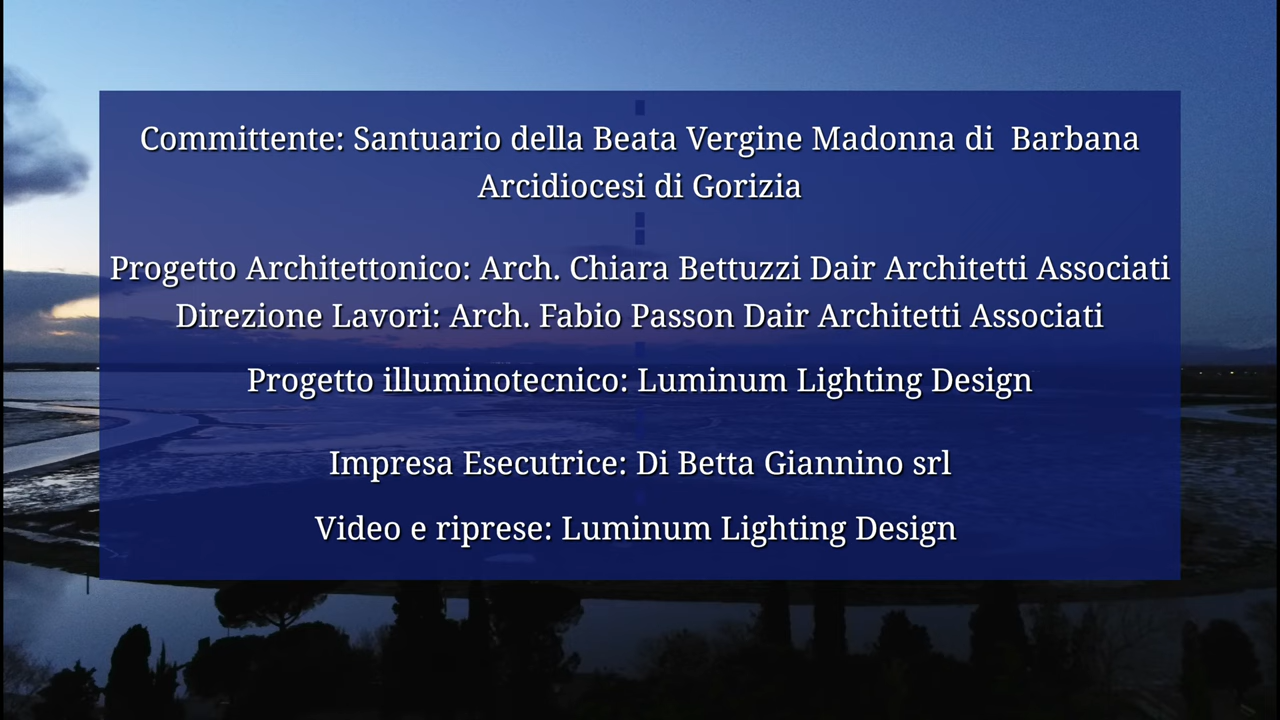 Committente: Santuario della Beata Vergine Madonna di  Barbana
Arcidiocesi di Gorizia
Progetto Architettonico: Arch. Chiara Bettuzzi Dair Architetti Associati
Direzione Lavori: Arch. Fabio Passon Dair Architetti Associati
Progetto illuminotecnico: Luminum Lighting Design
Impresa Esecutrice: Di Betta Giannino srl
Video e riprese: Luminum Lighting Design